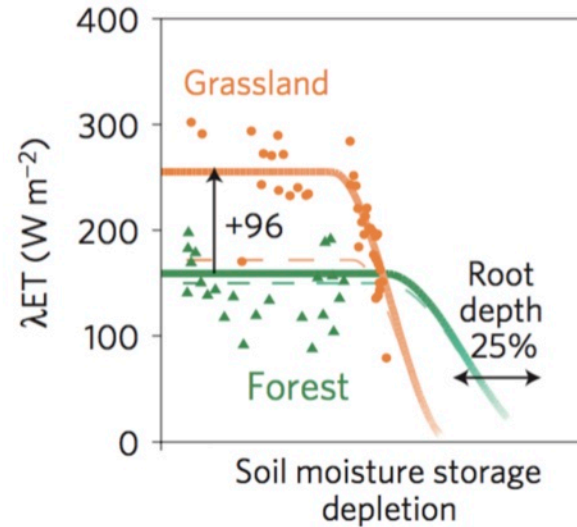 400
Grassland
300
λET (W m−2)
200
+96
Root
depth
25%
100
Forest
0
Soil moisture storage
depletion